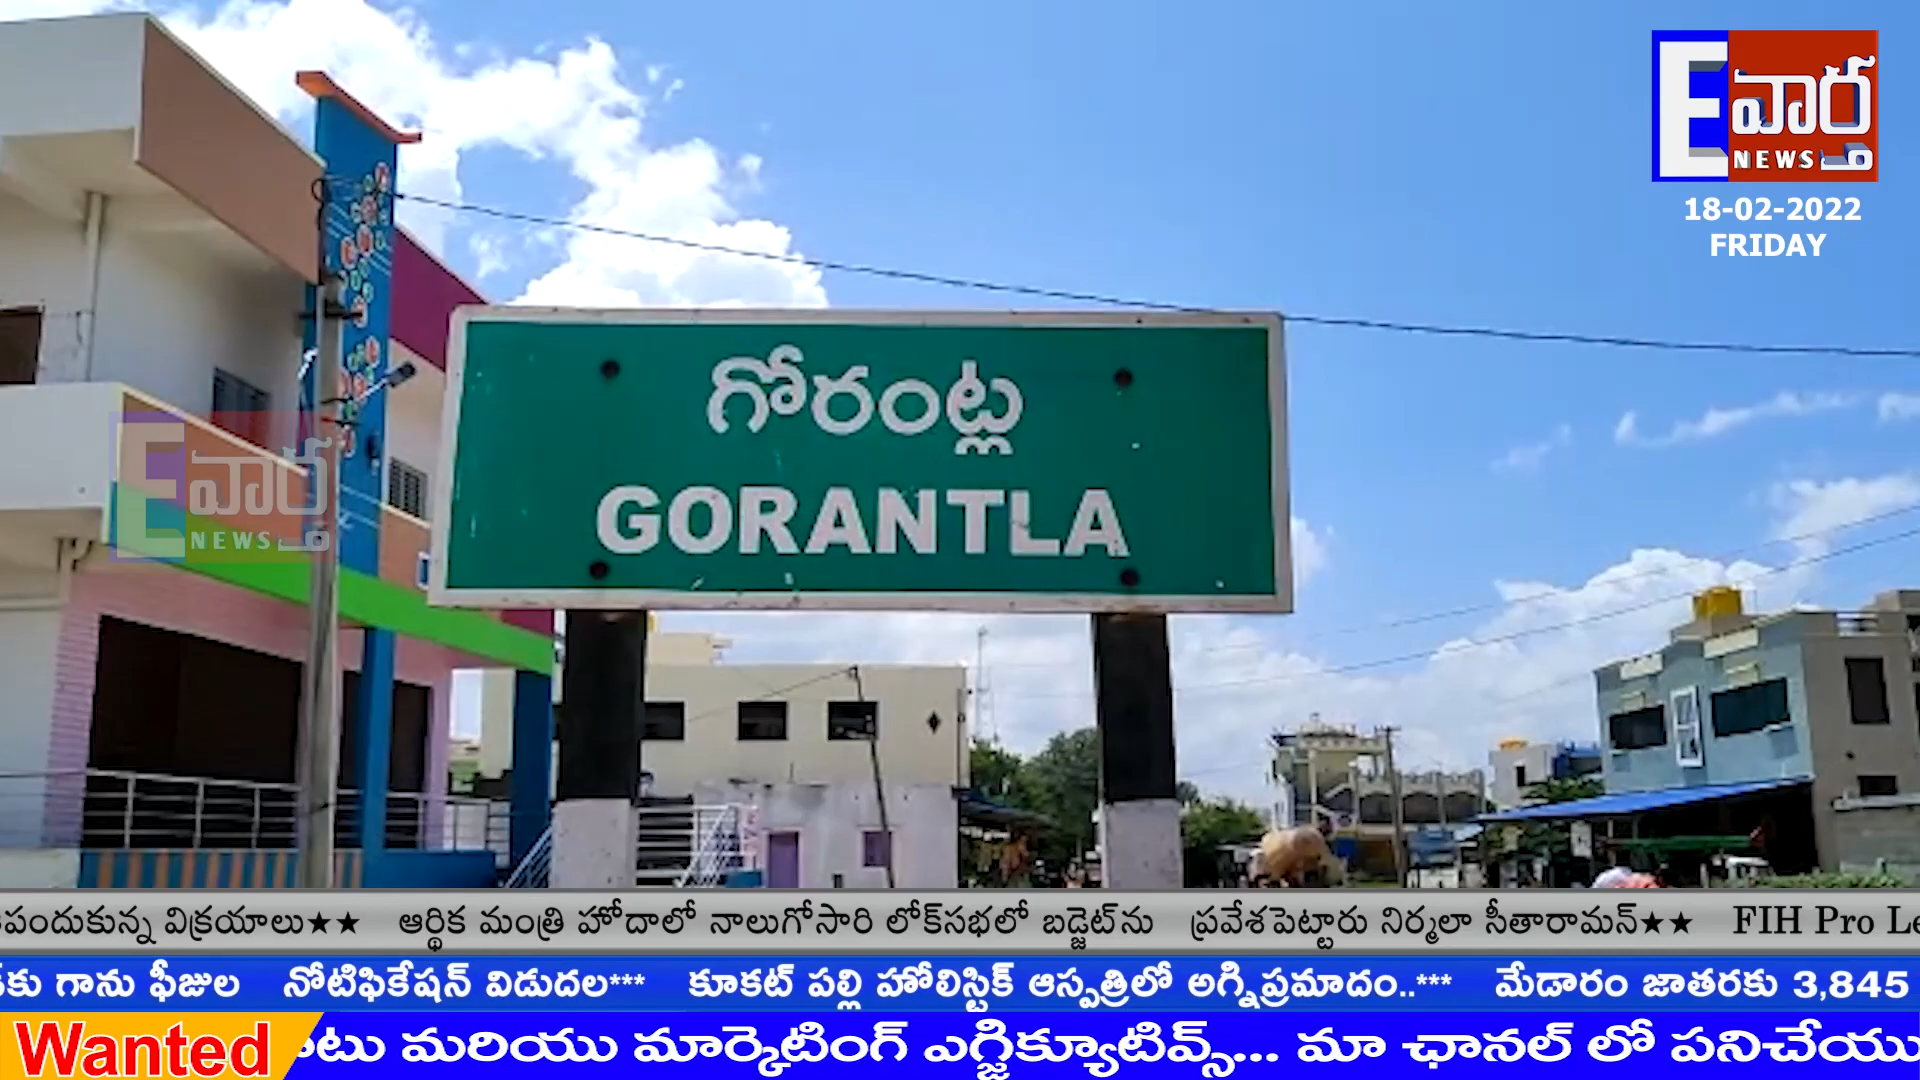 E వార్త
NEWS
18-02-2022
FRIDAY
గోరంట్ల
GORANTLA
E వార్త
NEWS
విక్రయాలు★★ ఆర్థిక మంత్రి హోదాలో నాలుగోసారి లోక్‌సభలో బడ్జెట్‌ను ప్రవేశపెట్టారు నిర్మలా సీతారామన్★★ FIH Pro
గాను ఫీజుల నోటిఫికేషన్ విడుదల*** కూకట్ పల్లి హోలిస్టిక్ ఆస్పత్రిలో అగ్నిప్రమాదం..*** మేడారం జాతరకు 3,845
Wanted మరియు మార్కెటింగ్ ఎగ్జిక్యూటివ్స్... మా ఛానల్ లో